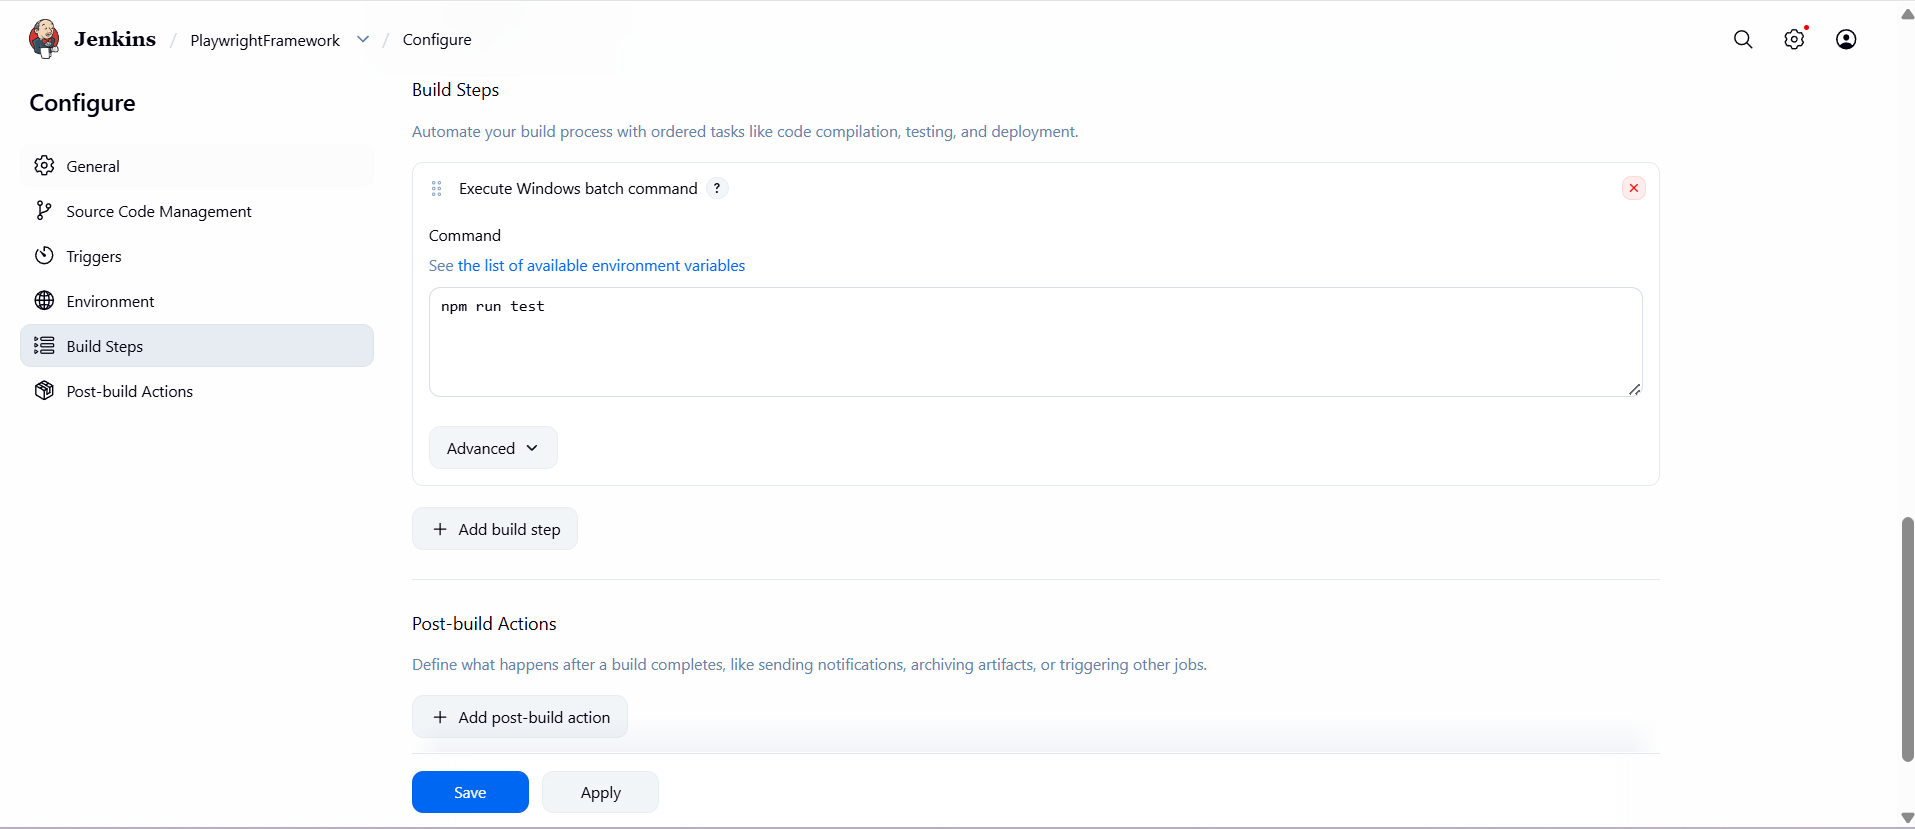 Jenkins / PlaywrightFramework / Configure
Configure
General
Source Code Management
Triggers
Environment
Build Steps
Post-build Actions
Build Steps
Automate your build process with ordered tasks like code compilation, testing, and deployment.
Execute Windows batch command ?
Command
See the list of available environment variables
npm run test
Advanced
+ Add build step
Post-build Actions
Define what happens after a build completes, like sending notifications, archiving artifacts, or triggering other jobs.
+ Add post-build action
Save Apply